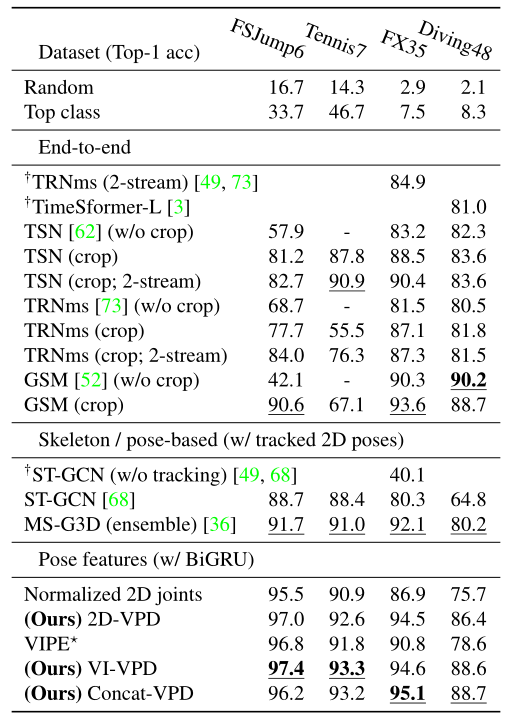 Dataset (Top-1 acc) FSJump6 Tennis7 FX35 Diving48
Random 16.7 14.3 2.9 2.1
Top class 33.7 46.7 7.5 8.3
End-to-end
†TRNms (2-stream) [49, 73] 84.9
†TimeSformer-L [3] 81.0
TSN [62] (w/o crop) 57.9 - 83.2 82.3
TSN (crop) 81.2 87.8 88.5 83.6
TSN (crop; 2-stream) 82.7 90.9 90.4 83.6
TRNms [73] (w/o crop) 68.7 - 81.5 80.5
TRNms (crop) 77.7 55.5 87.1 81.8
TRNms (crop; 2-stream) 84.0 76.3 87.3 81.5
GSM [52] (w/o crop) 42.1 - 90.3 90.2
GSM (crop) 90.6 67.1 93.6 88.7
Skeleton / pose-based (w/ tracked 2D poses)
†ST-GCN (w/o tracking) [49, 68] 40.1
ST-GCN [68] 88.7 88.4 80.3 64.8
MS-G3D (ensemble) [36] 91.7 91.0 92.1 80.2
Pose features (w/ BiGRU)
Normalized 2D joints 95.5 90.9 86.9 75.7
(Ours) 2D-VPD 97.0 92.6 94.5 86.4
VIPE⋆ 96.8 91.8 90.8 78.6
(Ours) VI-VPD 97.4 93.3 94.6 88.6
(Ours) Concat-VPD 96.2 93.2 95.1 88.7